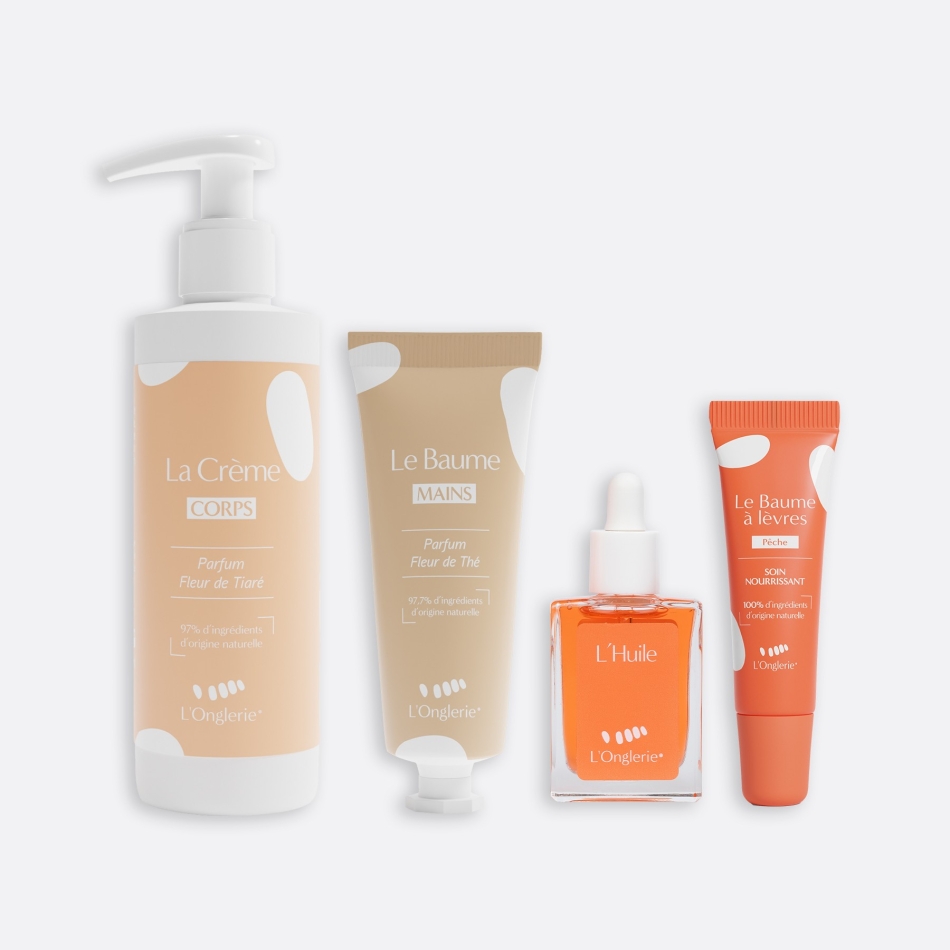 La Crème
CORPS
Parfum
Fleur de Tiaré
97% d'ingrédients
d'origine naturelle
L'Onglerie®
Le Baume
MAINS
Parfum
Fleur de Thé
97.7% d'ingrédients
d'origine naturelle
L'Onglerie®
L'Huile
L'Onglerie®
Le Baume
à lèvres
Pêche
SOIN
NOURRISSANT
100% d'ingrédients
d'origine naturelle
L'Onglerie®